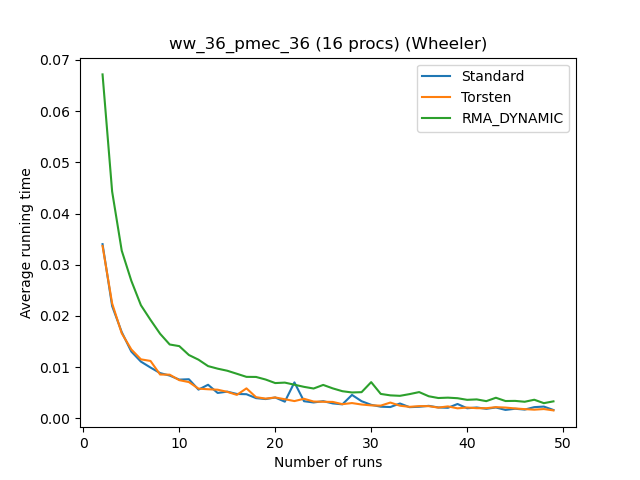 ww_36_pmec_36 (16 procs) (Wheeler)
Standard
Torsten
RMA_DYNAMIC
Average running time
0.07
0.06
0.05
0.04
0.03
0.02
0.01
0.00
0
10
20
30
40
50
Number of runs